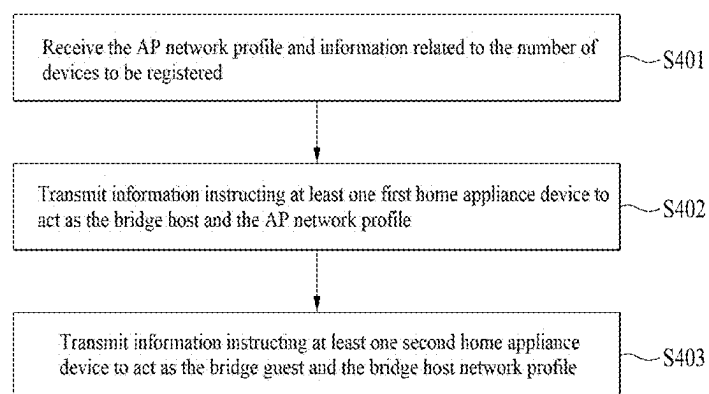 Receive the AP network profile and information related to the number of
devices to be registered
S401
Transmit information instructing at least one first home appliance device to
act as the bridge host and the AP network profile
S402
Transmit information instructing at least one second home appliance
device to act as the bridge guest and the bridge host network profile
S403